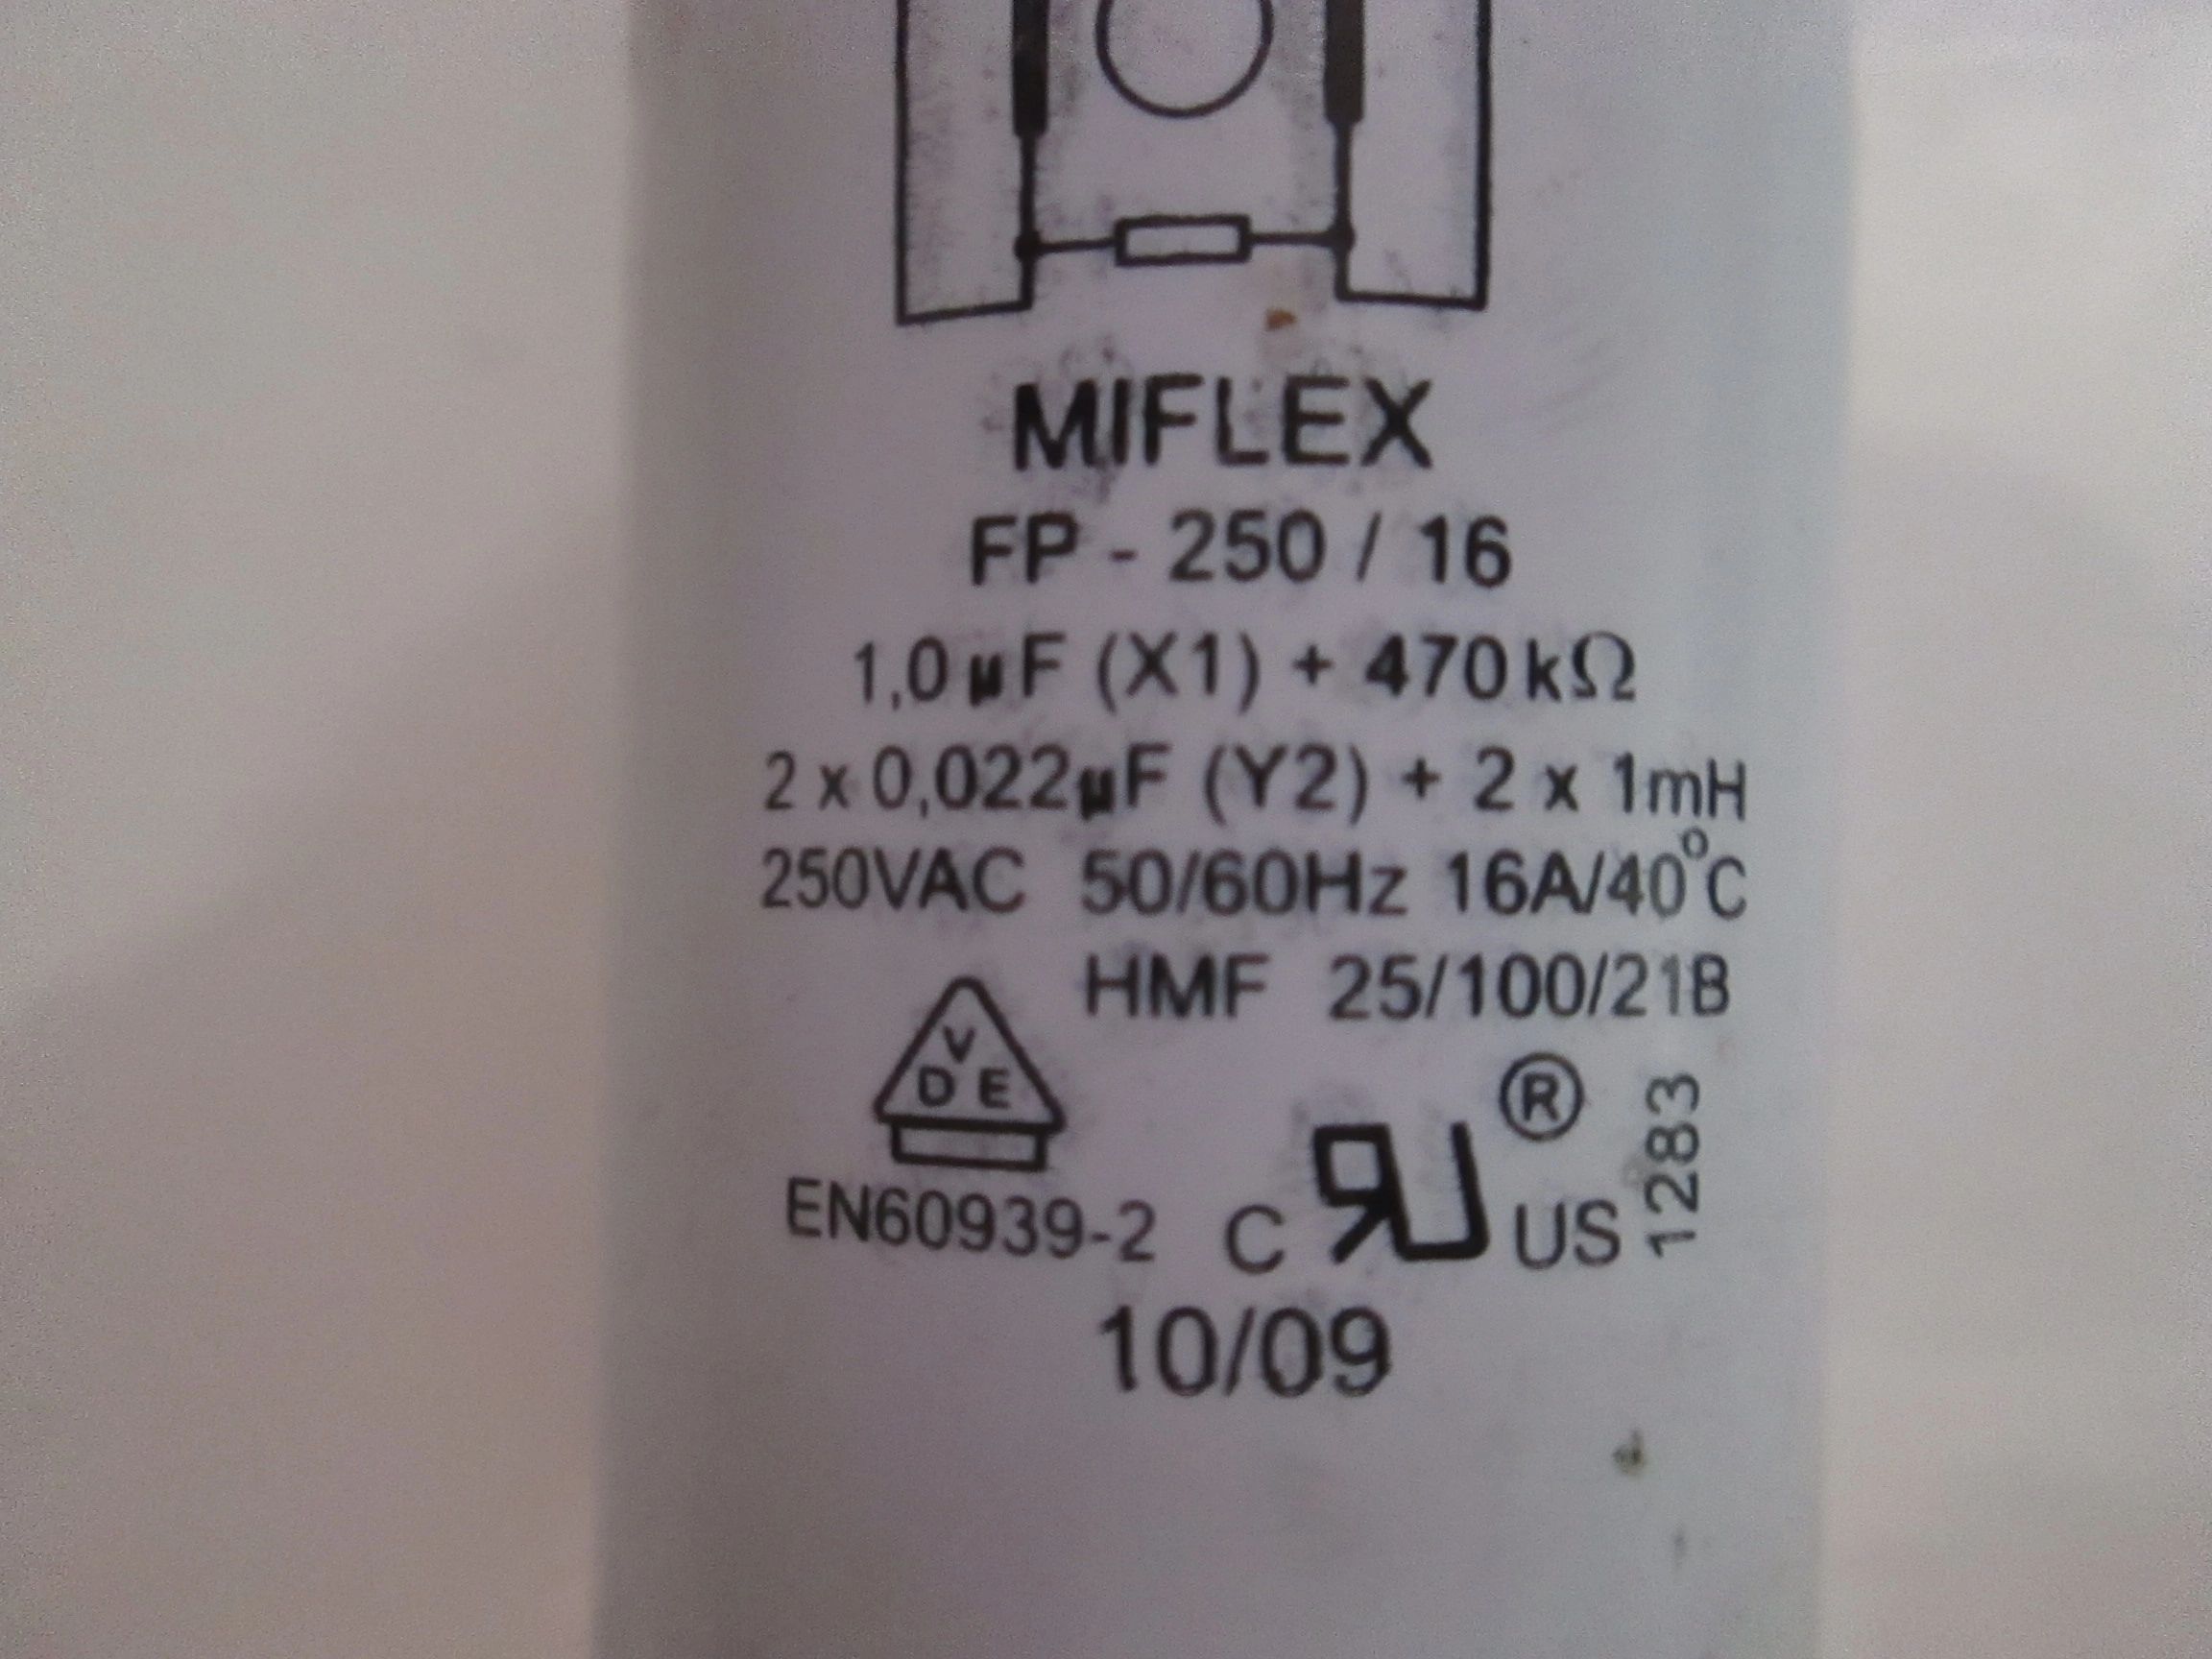 MIFLEX
FP - 250 / 16
1,0 µF (X1) + 470 kΩ
2 x 0,022µF (Y2) + 2 x 1mH
250VAC 50/60Hz 16A/40°C
HMF 25/100/21B
V
D E
EN60939-2
C RU US ®
1283
10/09